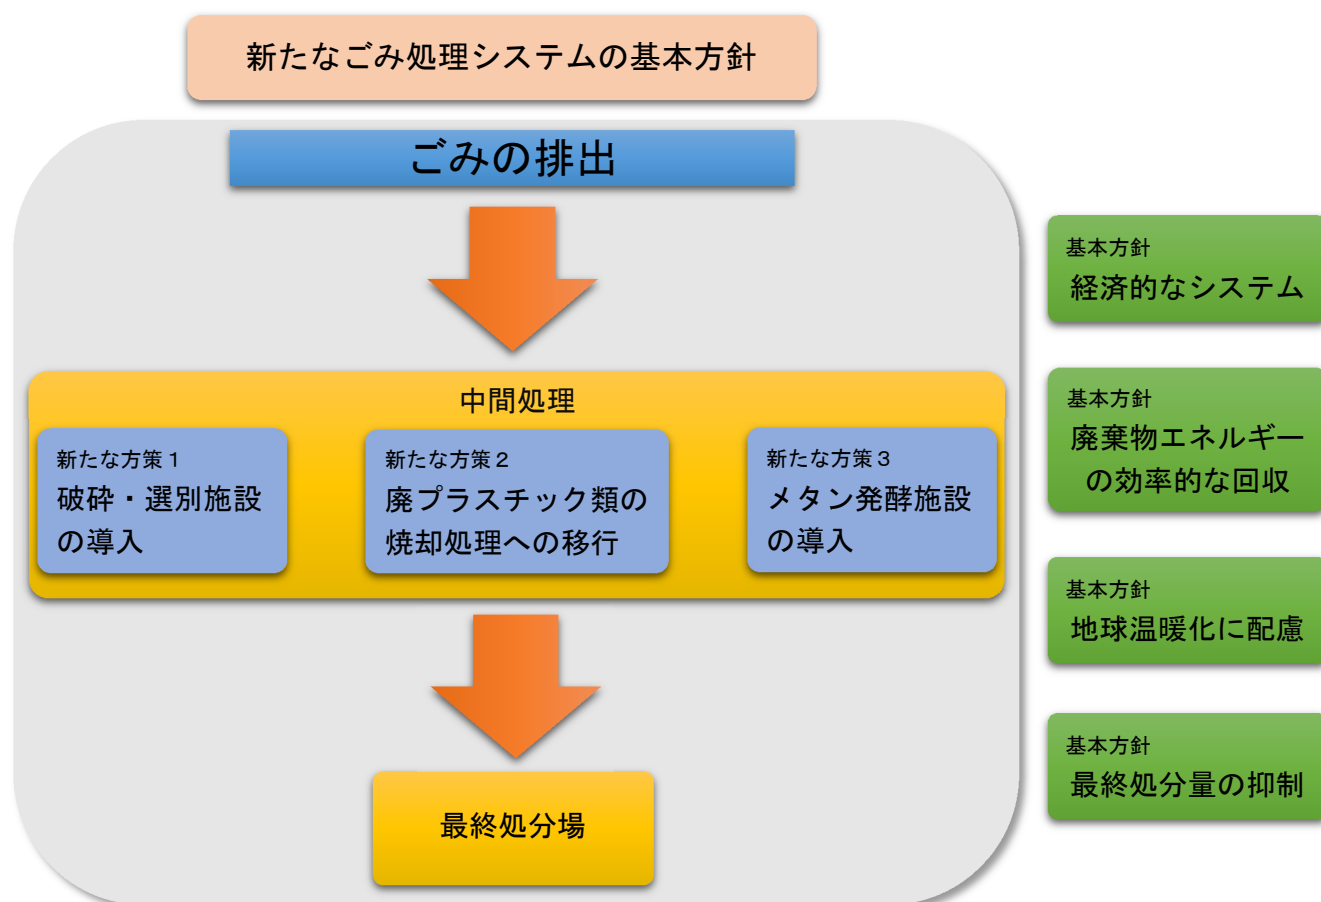 新たなごみ処理システムの基本方針
ごみの排出
中間処理
新たな方策１
破砕・選別施設
の導入
新たな方策２
廃プラスチック類の
焼却処理への移行
新たな方策３
メタン発酵施設
の導入
最終処分場
基本方針
経済的なシステム
基本方針
廃棄物エネルギー
の効率的な回収
基本方針
地球温暖化に配慮
基本方針
最終処分量の抑制